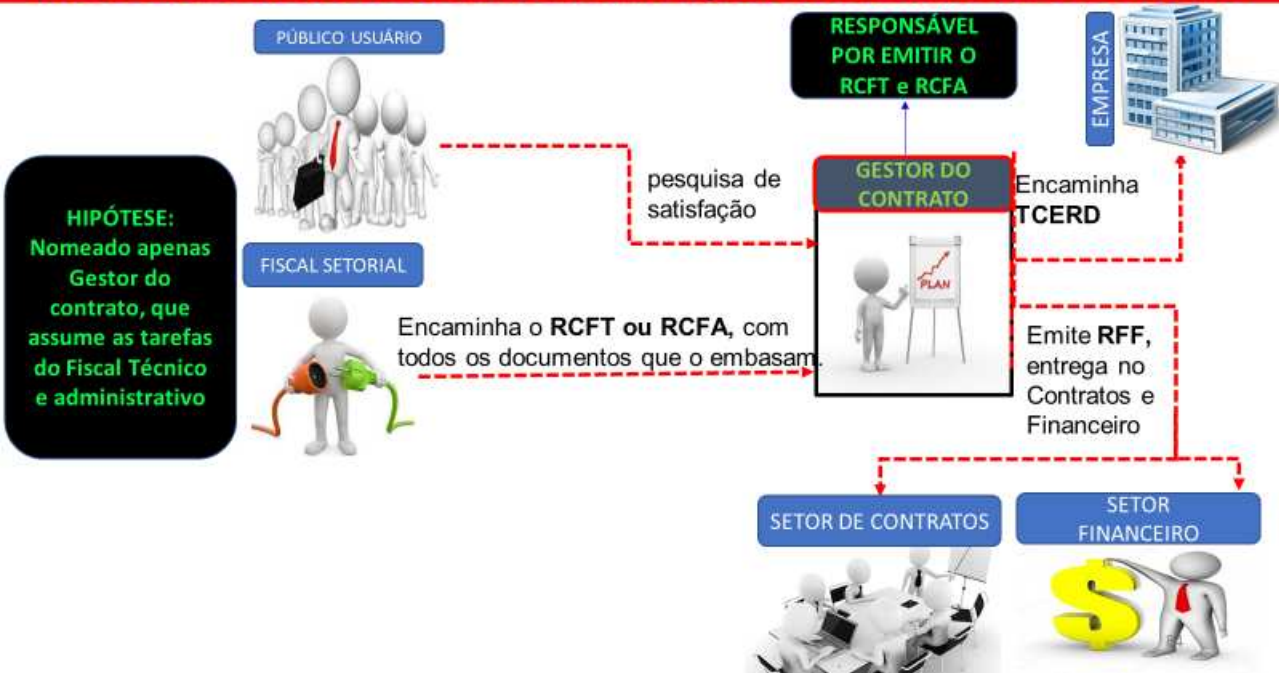 PÚBLICO USUÁRIO
RESPONSÁVEL
POR EMITIR O
RCFT e RCFA
EMPRESA
HIPÓTESE:
Nomeado apenas
Gestor do
contrato, que
assume as tarefas
do Fiscal Técnico
e administrativo
pesquisa de
satisfação
GESTOR DO
CONTRATO
Encaminha
TCERD
FISCAL SETORIAL
PLAN
Encaminha o RCFT ou RCFA, com
todos os documentos que o embasam.
Emite RFF,
entrega no
Contratos e
Financeiro
SETOR DE CONTRATOS
SETOR
FINANCEIRO